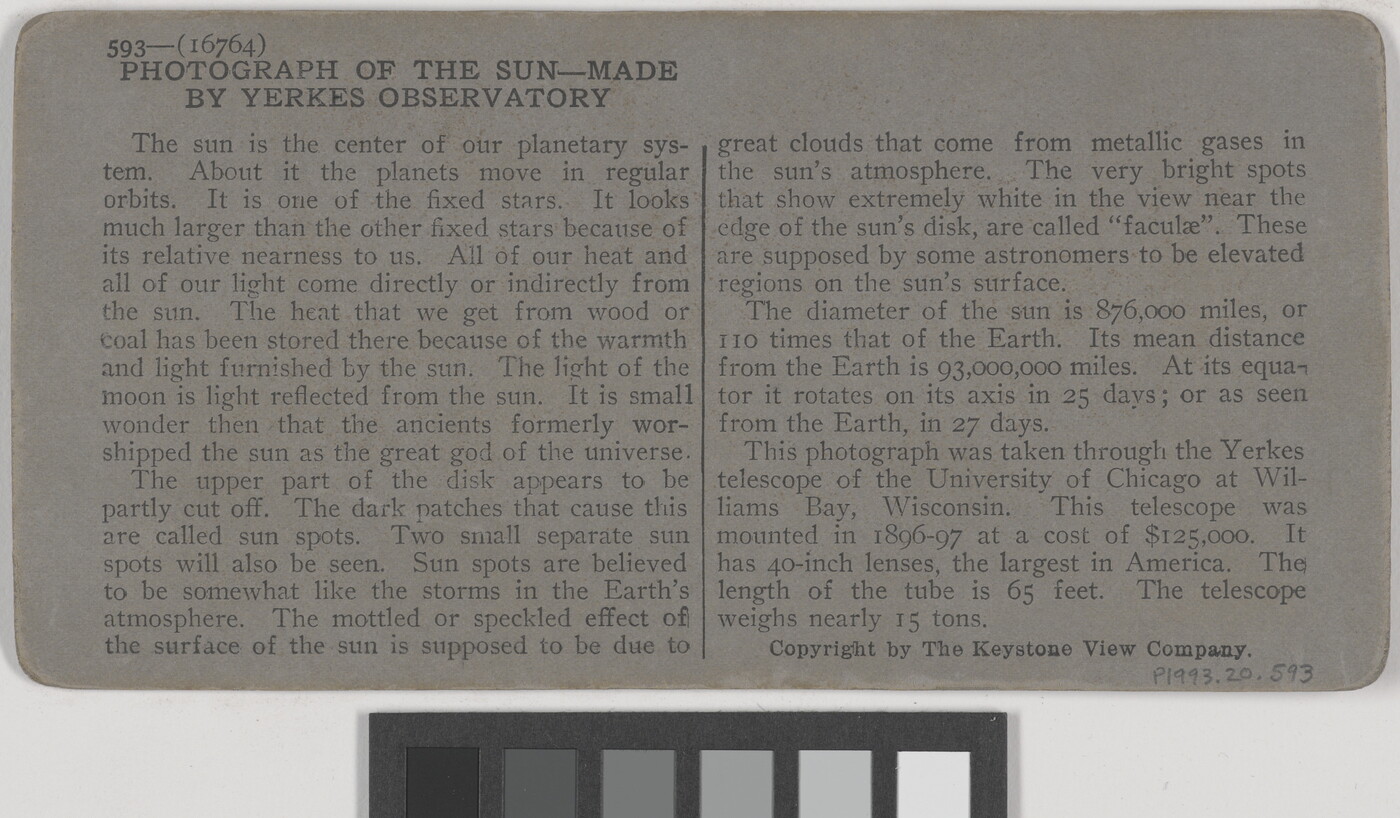 593—(16764)
PHOTOGRAPH OF THE SUN—MADE
BY YERKES OBSERVATORY
The sun is the center of our planetary sys-
tem. About it the planets move in regular
orbits. It is one of the fixed stars. It looks
much larger than the other fixed stars because of
its relative nearness to us. All of our heat and
all of our light come directly or indirectly from
the sun. The heat that we get from wood or
coal has been stored there because of the warmth
and light furnished by the sun. The light of the
moon is light reflected from the sun. It is small
wonder then that the ancients formerly wor-
shipped the sun as the great god of the universe.
The upper part of the disk appears to be
partly cut off. The dark patches that cause this
are called sun spots. Two small separate sun
spots will also be seen. Sun spots are believed
to be somewhat like the storms in the Earth's
atmosphere. The mottled or speckled effect of
the surface of the sun is supposed to be due to
great clouds that come from metallic gases in
the sun's atmosphere. The very bright spots
that show extremely white in the view near the
edge of the sun's disk, are called "faculæ". These
are supposed by some astronomers to be elevated
regions on the sun's surface.
The diameter of the sun is 876,000 miles, or
110 times that of the Earth. Its mean distance
from the Earth is 93,000,000 miles. At its equa-
tor it rotates on its axis in 25 days; or as seen
from the Earth, in 27 days.
This photograph was taken through the Yerkes
telescope of the University of Chicago at Wil-
liams Bay, Wisconsin. This telescope was
mounted in 1896-97 at a cost of $125,000. It
has 40-inch lenses, the largest in America. The
length of the tube is 65 feet. The telescope
weighs nearly 15 tons.
Copyright by The Keystone View Company.
P1993.20.593